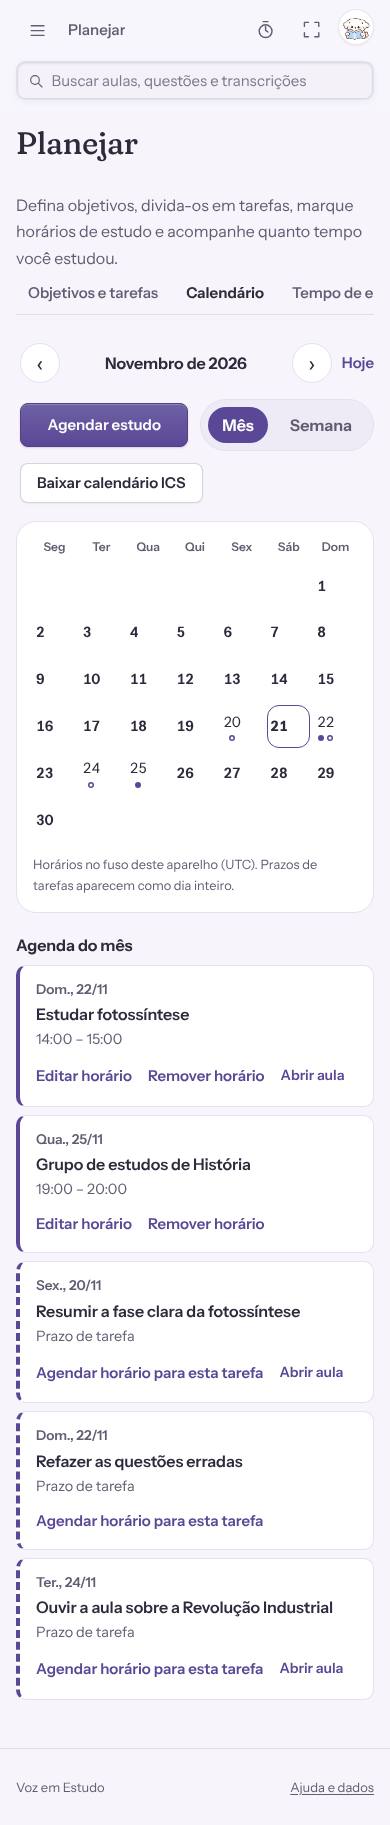 Planejar
Buscar aulas, questões e transcrições
Planejar
Defina objetivos, divida-os em tarefas, marque
horários de estudo e acompanhe quanto tempo
você estudou.
Objetivos e tarefas Calendário Tempo de e
‹ Novembro de 2026 › Hoje
Agendar estudo Mês Semana
Baixar calendário ICS
Seg Ter Qua Qui Sex Sáb Dom
1
2 3 4 5 6 7 8
9 10 11 12 13 14 15
16 17 18 19 20 21 22
23 24 25 26 27 28 29
30
Horários no fuso deste aparelho (UTC). Prazos de
tarefas aparecem como dia inteiro.
Agenda do mês
Dom., 22/11
Estudar fotossíntese
14:00 – 15:00
Editar horário Remover horário Abrir aula
Qua., 25/11
Grupo de estudos de História
19:00 – 20:00
Editar horário Remover horário
Sex., 20/11
Resumir a fase clara da fotossíntese
Prazo de tarefa
Agendar horário para esta tarefa Abrir aula
Dom., 22/11
Refazer as questões erradas
Prazo de tarefa
Agendar horário para esta tarefa
Ter., 24/11
Ouvir a aula sobre a Revolução Industrial
Prazo de tarefa
Agendar horário para esta tarefa Abrir aula
Voz em Estudo Ajuda e dados